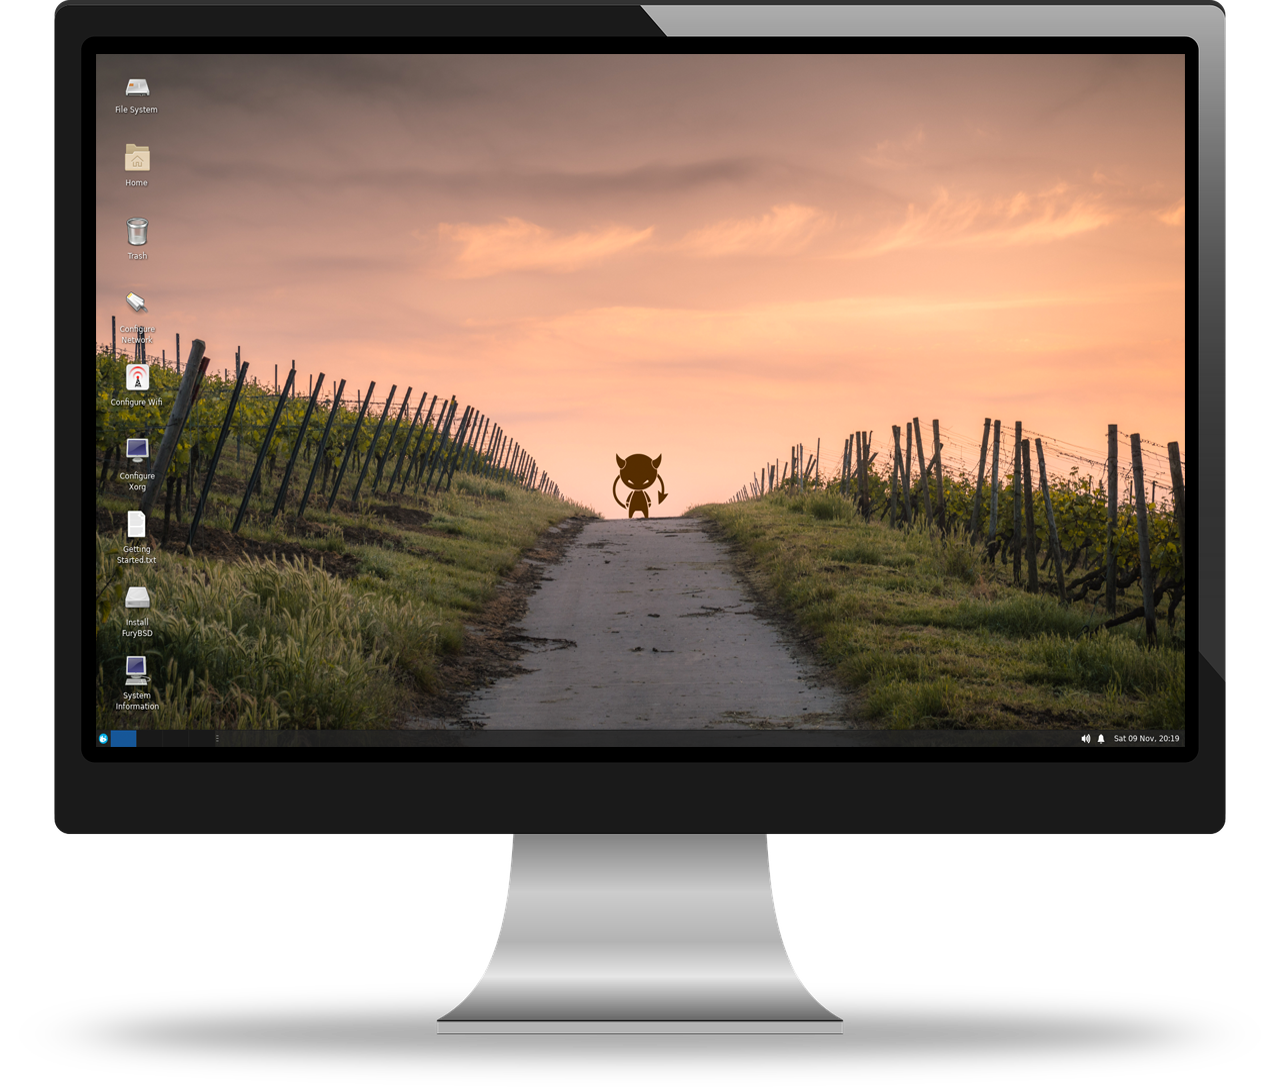 File System
Home
Trash
Configure
Network
Configure Wifi
Configure
Xorg
Getting
Started.txt
Install
FuryBSD
System
Information
Sat 09 Nov, 20:19